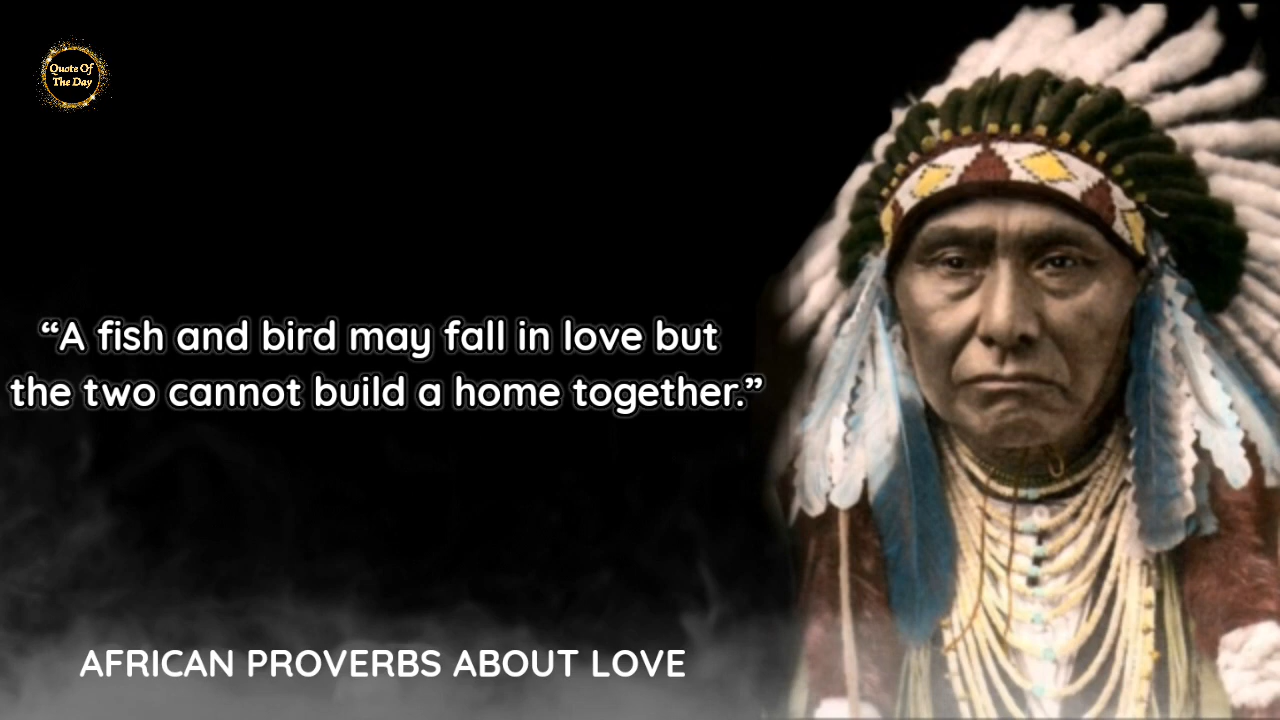 Quote Of
The Day
“A fish and bird may fall in love but
the two cannot build a home together.”
AFRICAN PROVERBS ABOUT LOVE